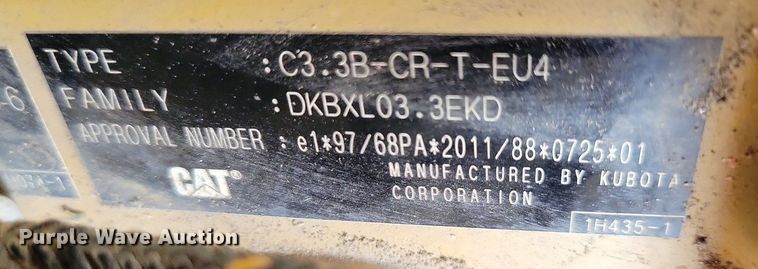 TYPE : C3.3B-CR-T-EU4
FAMILY : DKBXL03.3EKD
APPROVAL NUMBER : e1*97/68PA*2011/88*0725*01
CAT MANUFACTURED BY KUBOTA
CORPORATION
1H435-1
Purple Wave Auction